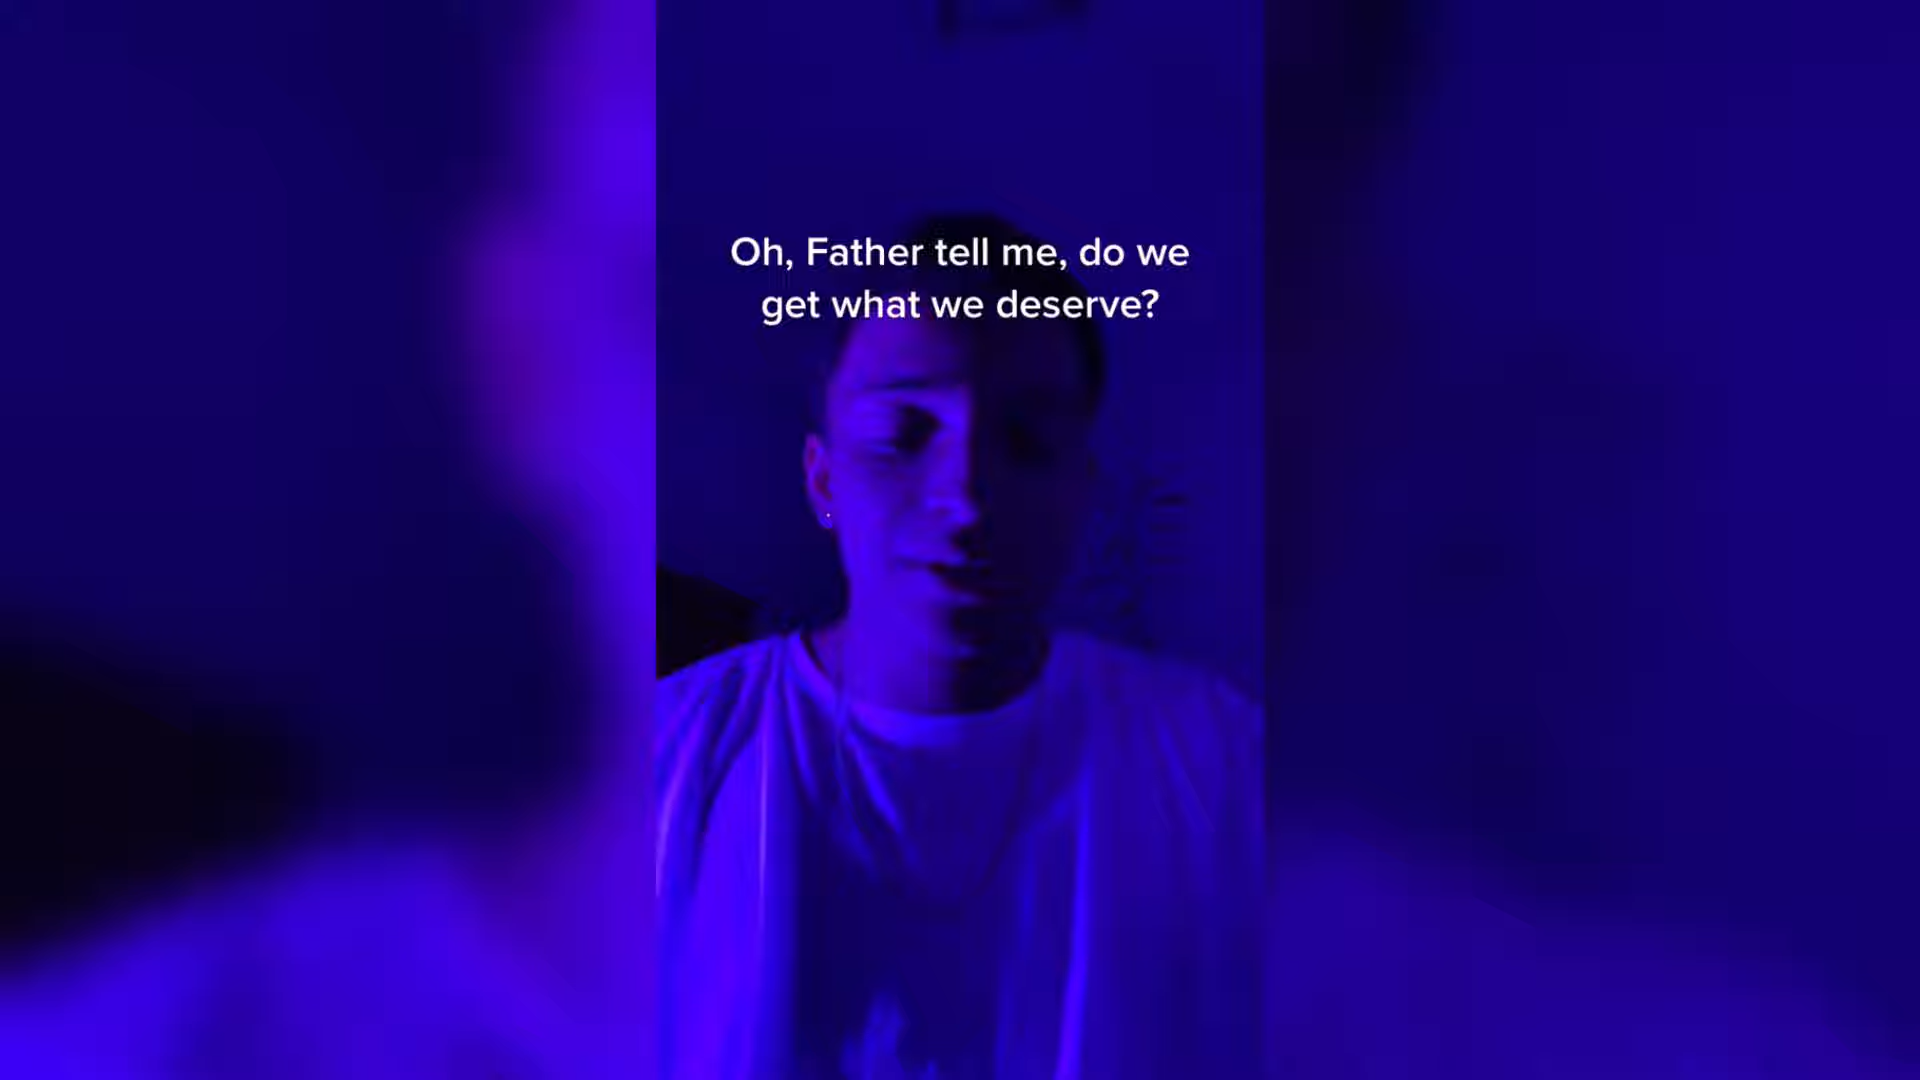 Oh, Father tell me, do we
get what we deserve?